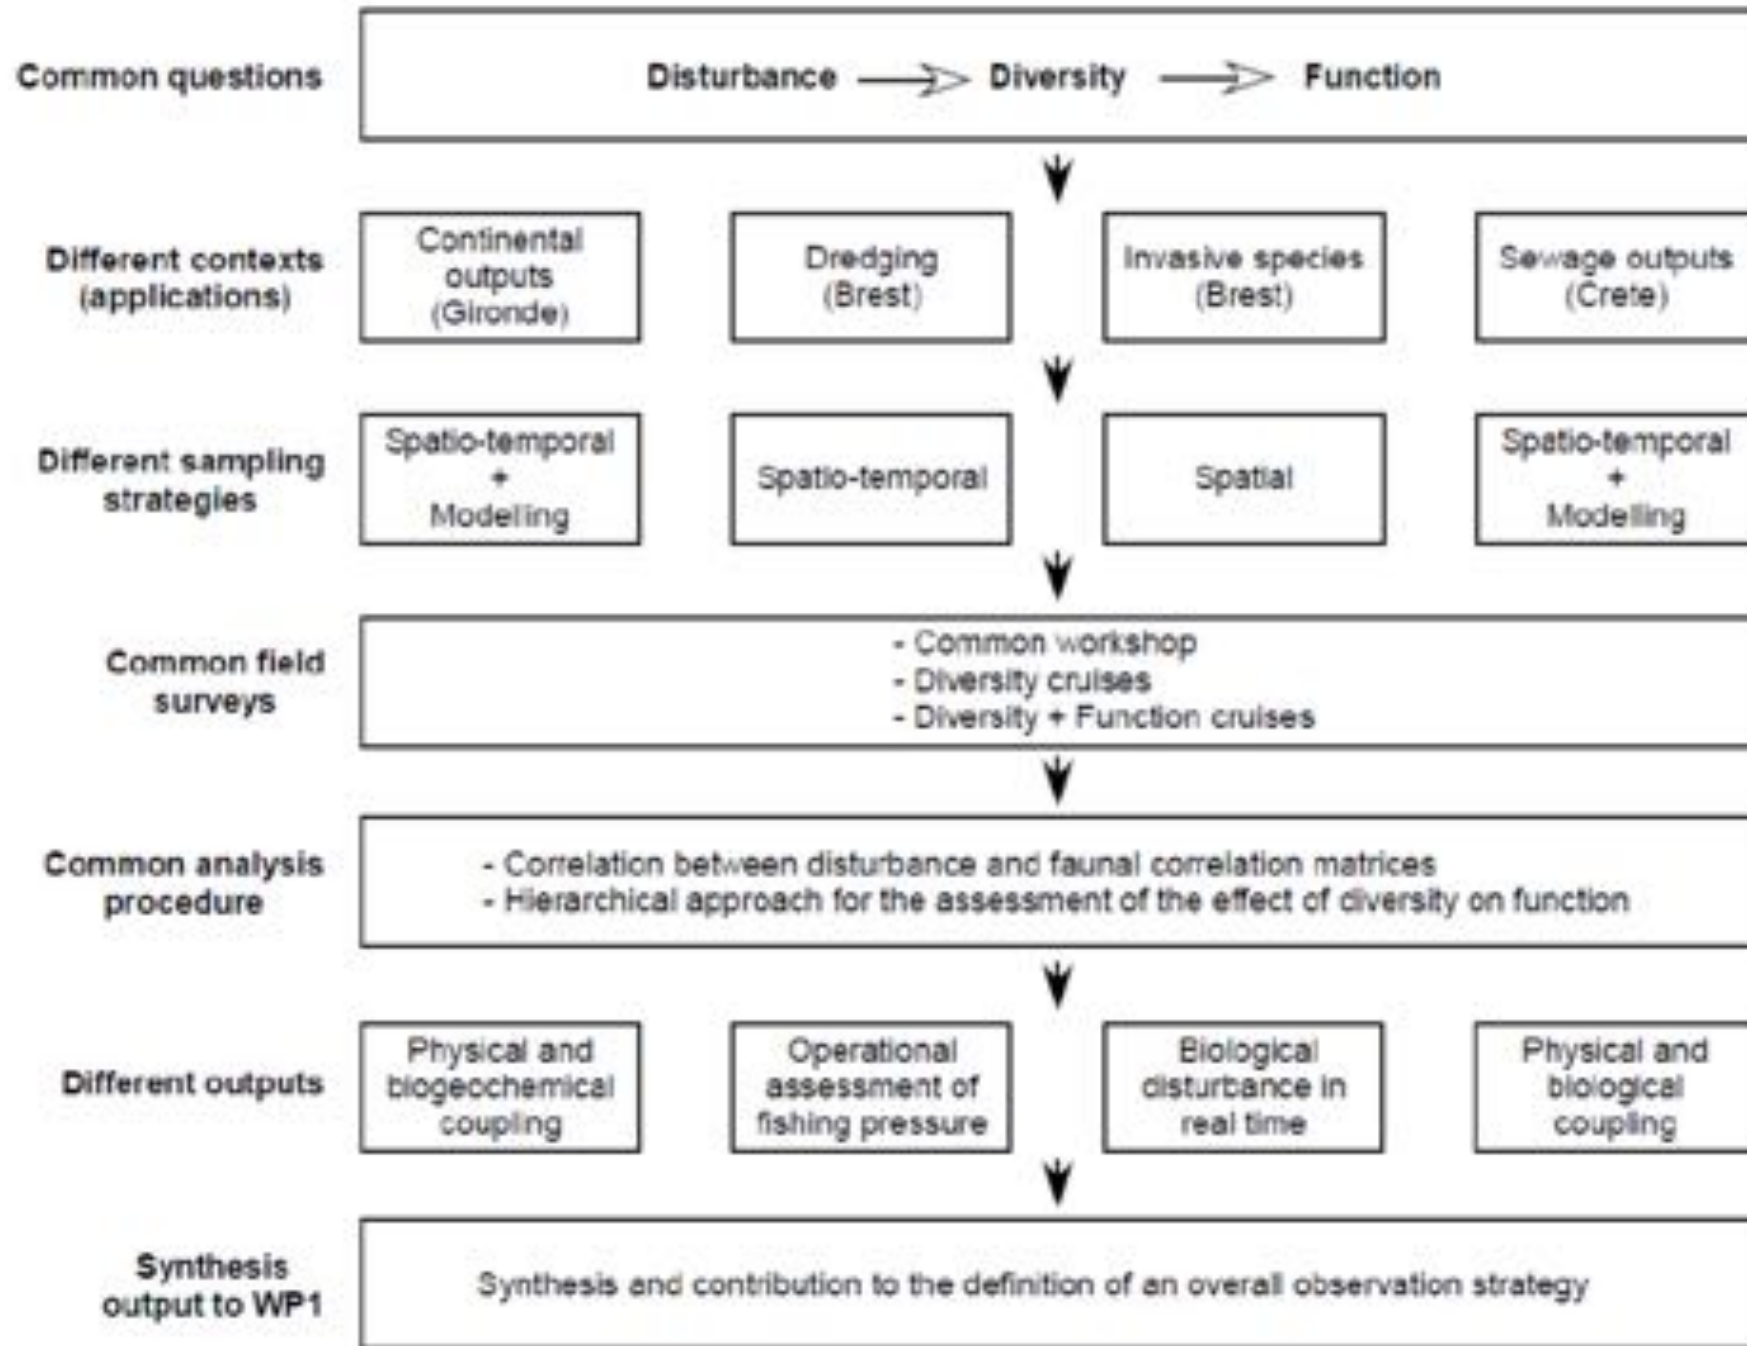 Common questions
Disturbance Diversity Function
Different contexts
(applications)
Continental
outputs
(Gironde)
Dredging
(Brest)
Invasive species
(Brest)
Sewage outputs
(Crete)
Different sampling
strategies
Spatio-temporal
+
Modelling
Spatio-temporal
Spatial
Spatio-temporal
+
Modelling
Common field
surveys
- Common workshop
- Diversity cruises
- Diversity + Function cruises
Common analysis
procedure
- Correlation between disturbance and faunal correlation matrices
- Hierarchical approach for the assessment of the effect of diversity on function
Different outputs
Physical and
biogeochemical
coupling
Operational
assessment of
fishing pressure
Biological
disturbance in
real time
Physical and
biological
coupling
Synthesis
output to WP1
Synthesis and contribution to the definition of an overall observation strategy